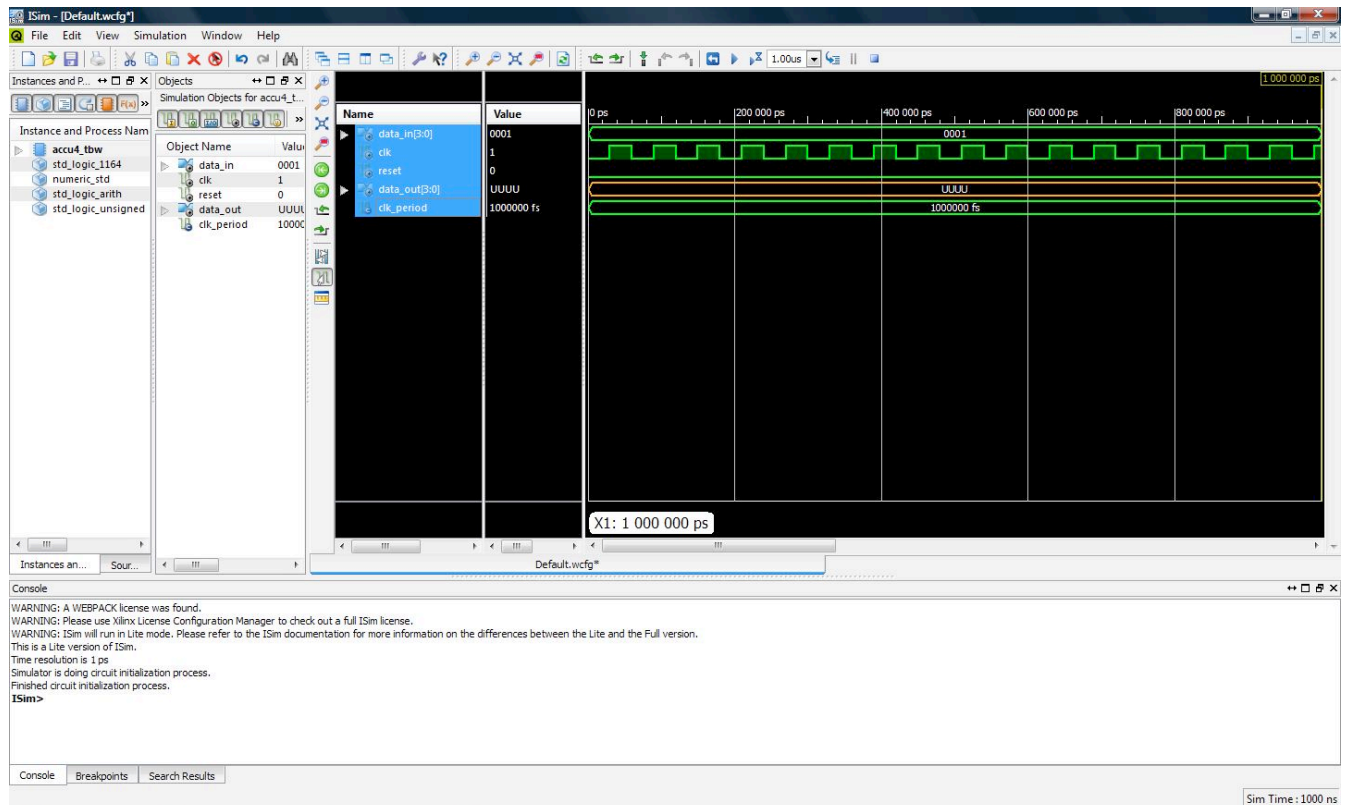 ISim - [Default.wcfg*]
File Edit View Simulation Window Help
1.00us
Instances and P...
Objects
Simulation Objects for accu4_t...
Instance and Process Nam
accu4_tbw
std_logic_1164
numeric_std
std_logic_arith
std_logic_unsigned
Object Name Valu
data_in 0001
clk 1
reset 0
data_out UUUU
clk_period 1000C
Name Value
data_in[3:0] 0001
clk 1
reset 0
data_out[3:0] UUUU
clk_period 1000000 fs
1 000 000 ps
0 ps 200 000 ps 400 000 ps 600 000 ps 800 000 ps
0001
UUUU
1000000 fs
X1: 1 000 000 ps
Instances an... Sour...
Default.wcfg*
Console
WARNING: A WEBPACK license was found.
WARNING: Please use Xilinx License Configuration Manager to check out a full ISim license.
WARNING: ISim will run in Lite mode. Please refer to the ISim documentation for more information on the differences between the Lite and the Full version.
This is a Lite version of ISim.
Time resolution is 1 ps
Simulator is doing circuit initialization process.
Finished circuit initialization process.
ISim>
Console Breakpoints Search Results
Sim Time : 1000 ns